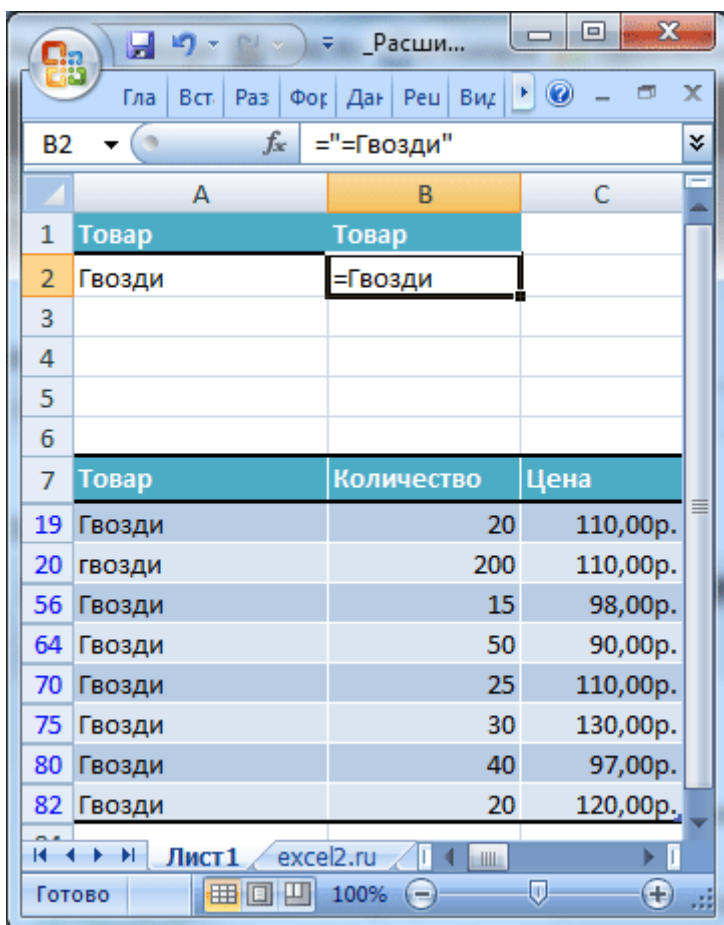 _Расши...
Гла Вст Раз Фор Дан Рец Вид
B2 fx ="=Гвозди"
A B C
1 Товар Товар
2 Гвозди =Гвозди
3
4
5
6
7 Товар Количество Цена
19 Гвозди 20 110,00р.
20 гвозди 200 110,00р.
56 Гвозди 15 98,00р.
64 Гвозди 50 90,00р.
70 Гвозди 25 110,00р.
75 Гвозди 30 130,00р.
80 Гвозди 40 97,00р.
82 Гвозди 20 120,00р.
Лист1 excel2.ru
Готово 100%